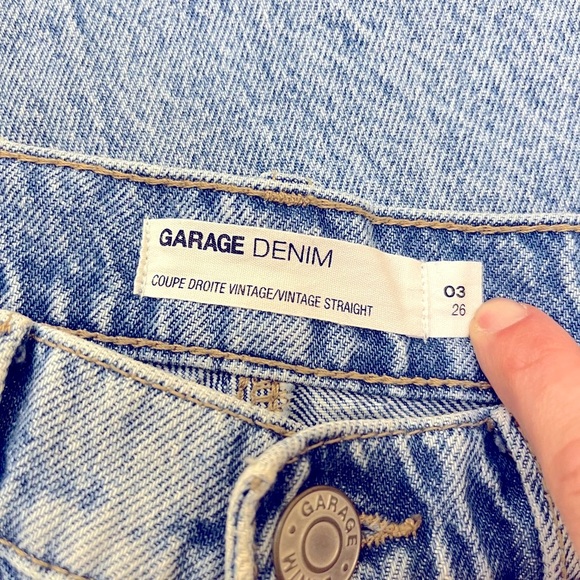 GARAGE DENIM
COUPE DROITE VINTAGE/VINTAGE STRAIGHT
03
26
GARAGE